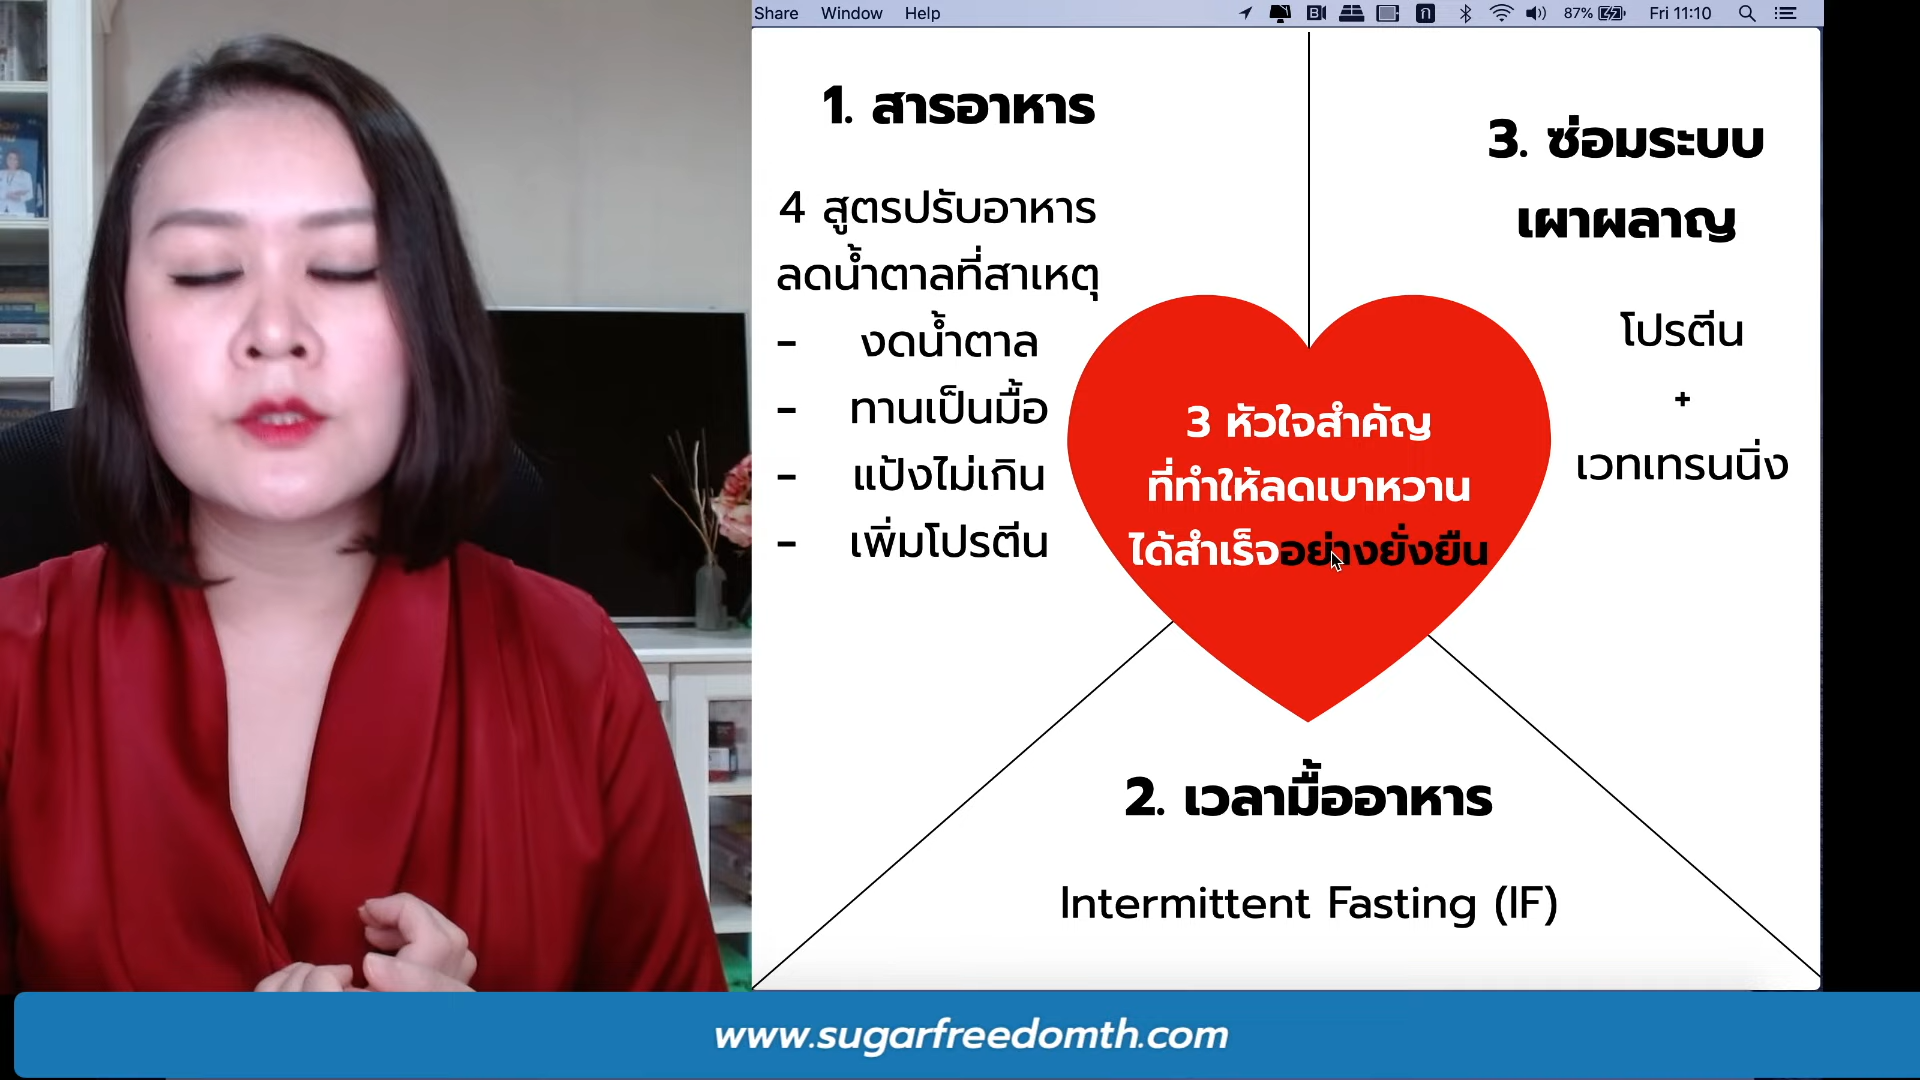 Share Window Help
87% Fri 11:10
1. สารอาหาร
4 สูตรปรับอาหาร
ลดน้ำตาลที่สาเหตุ
- งดน้ำตาล
- ทานเป็นมื้อ
- แป้งไม่เกิน
- เพิ่มโปรตีน
3. ซ่อมระบบ
เผาผลาญ
โปรตีน
+
เวทเทรนนิ่ง
3 หัวใจสำคัญ
ที่ทำให้ลดเบาหวาน
ได้สำเร็จอย่างยั่งยืน
2. เวลามื้ออาหาร
Intermittent Fasting (IF)
www.sugarfreedomth.com